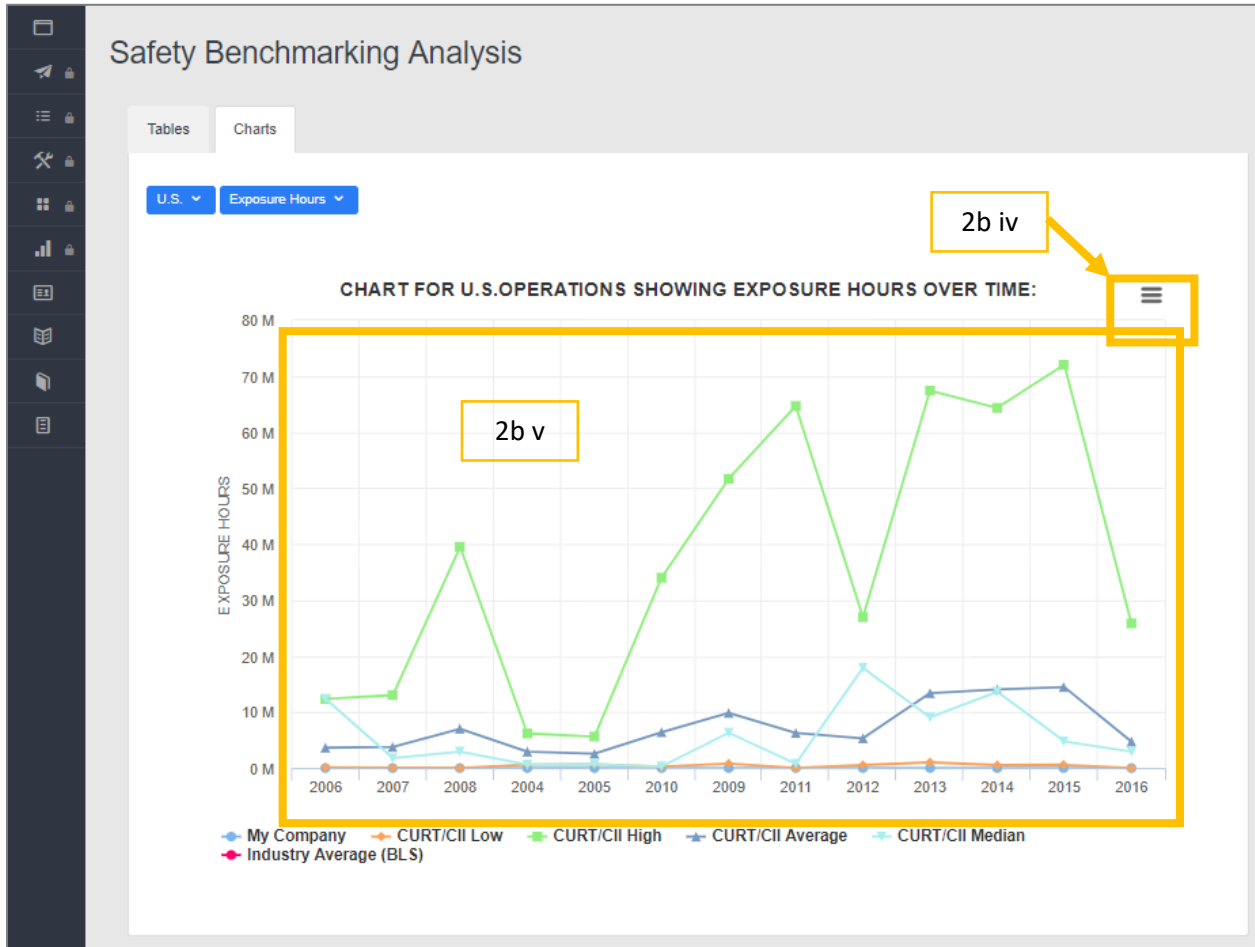 Safety Benchmarking Analysis
Tables Charts
U.S. Exposure Hours
2b iv
CHART FOR U.S.OPERATIONS SHOWING EXPOSURE HOURS OVER TIME:
80 M
70 M
60 M
2b v
50 M
40 M
30 M
20 M
10 M
0 M
EXPOSURE HOURS
2006 2007 2008 2004 2005 2010 2009 2011 2012 2013 2014 2015 2016
My Company CURT/CII Low CURT/CII High CURT/CII Average CURT/CII Median
Industry Average (BLS)